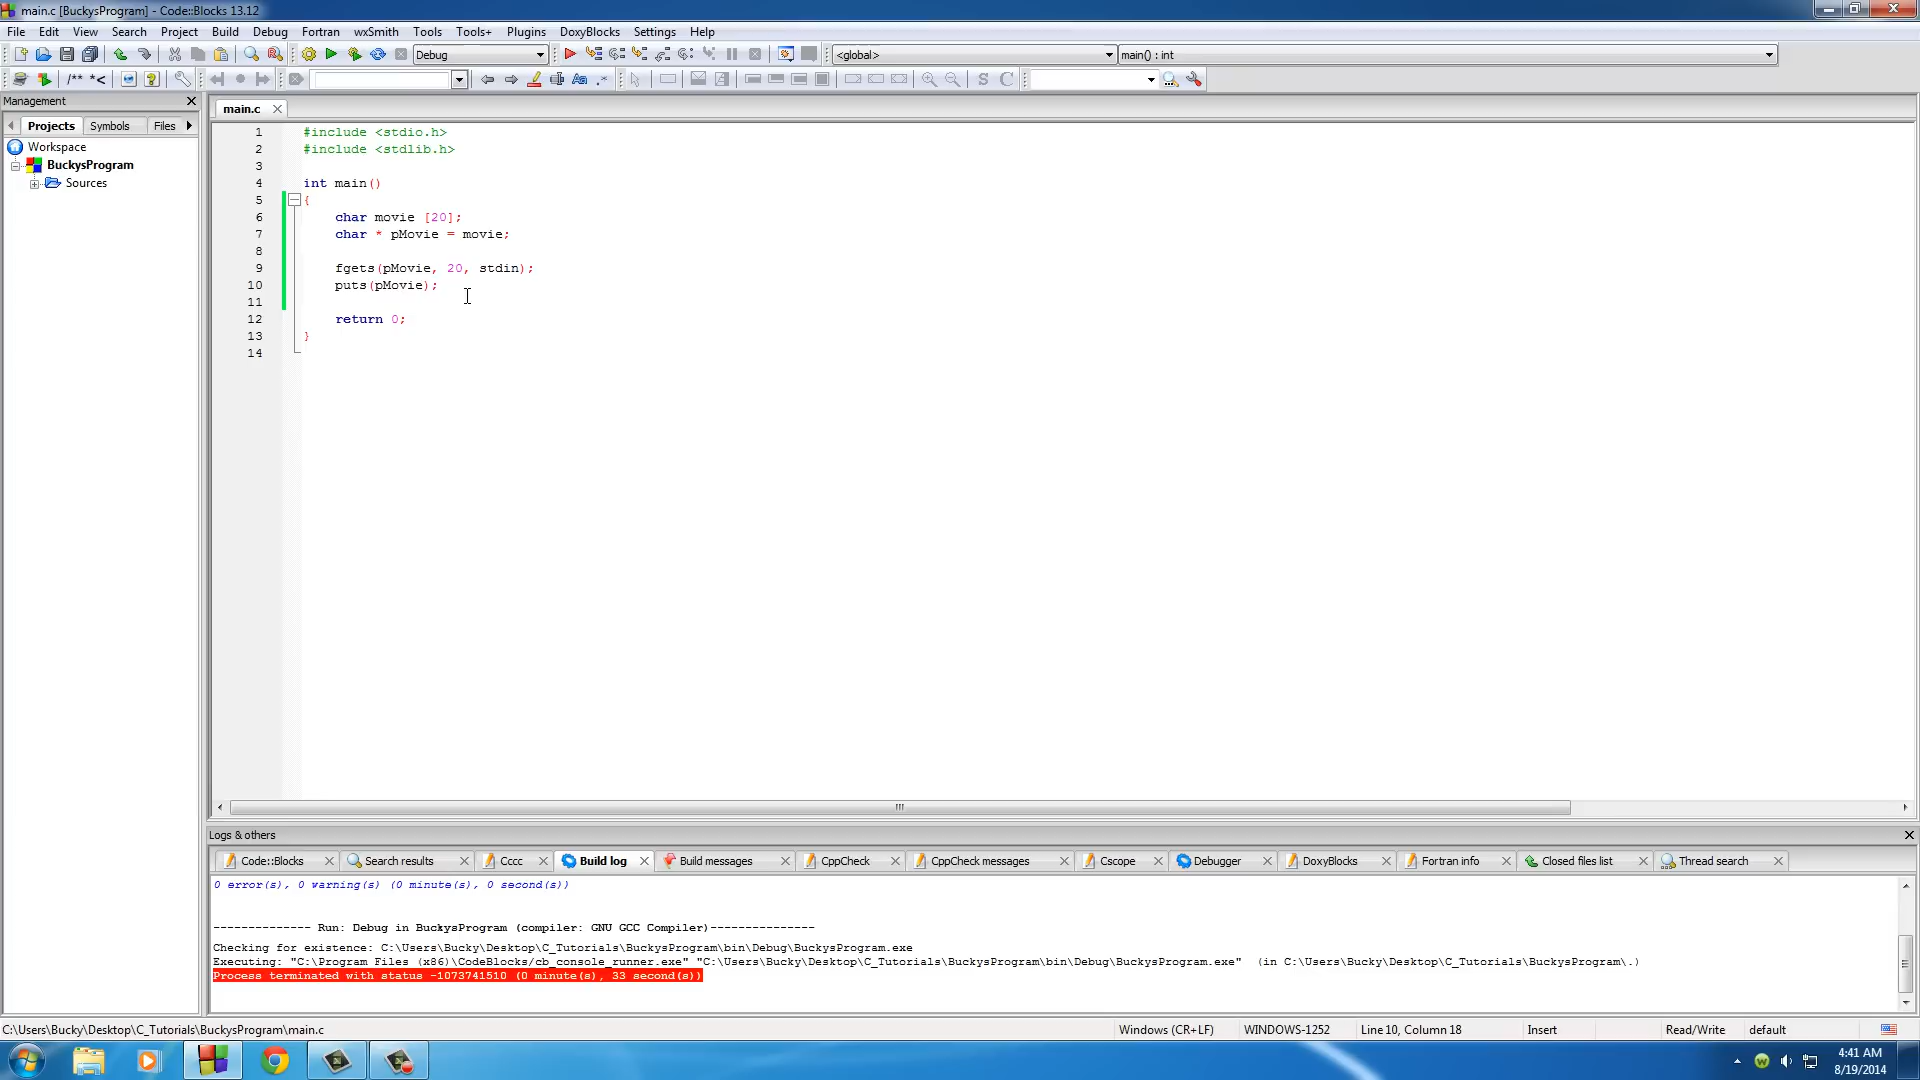 main.c [BuckysProgram] - Code::Blocks 13.12
File Edit View Search Project Build Debug Fortran wxSmith Tools Tools+ Plugins DoxyBlocks Settings Help
Debug <global> main() : int
/** *< Aa .* S C
Management
Projects Symbols Files
Workspace
BuckysProgram
Sources
main.c
1 #include <stdio.h>
2 #include <stdlib.h>
3
4 int main()
5 {
6 char movie [20];
7 char * pMovie = movie;
8
9 fgets(pMovie, 20, stdin);
10 puts(pMovie);
11
12 return 0;
13 }
14
Logs & others
Code::Blocks Search results Cccc Build log Build messages CppCheck CppCheck messages Cscope Debugger DoxyBlocks Fortran info Closed files list Thread search
0 error(s), 0 warning(s) (0 minute(s), 0 second(s))
-------------- Run: Debug in BuckysProgram (compiler: GNU GCC Compiler)---------------
Checking for existence: C:\Users\Bucky\Desktop\C_Tutorials\BuckysProgram\bin\Debug\BuckysProgram.exe
Executing: "C:\Program Files (x86)\CodeBlocks/cb_console_runner.exe" "C:\Users\Bucky\Desktop\C_Tutorials\BuckysProgram\bin\Debug\BuckysProgram.exe" (in C:\Users\Bucky\Desktop\C_Tutorials\BuckysProgram\.)
Process terminated with status -1073741510 (0 minute(s), 33 second(s))
C:\Users\Bucky\Desktop\C_Tutorials\BuckysProgram\main.c Windows (CR+LF) WINDOWS-1252 Line 10, Column 18 Insert Read/Write default
4:41 AM
8/19/2014